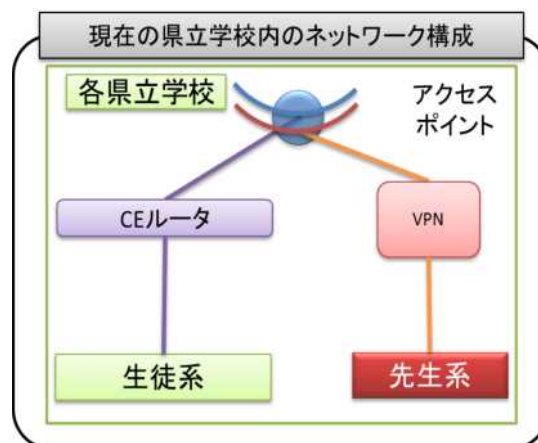 現在の県立学校内のネットワーク構成
各県立学校
アクセス
ポイント
CEルータ
VPN
生徒系
先生系